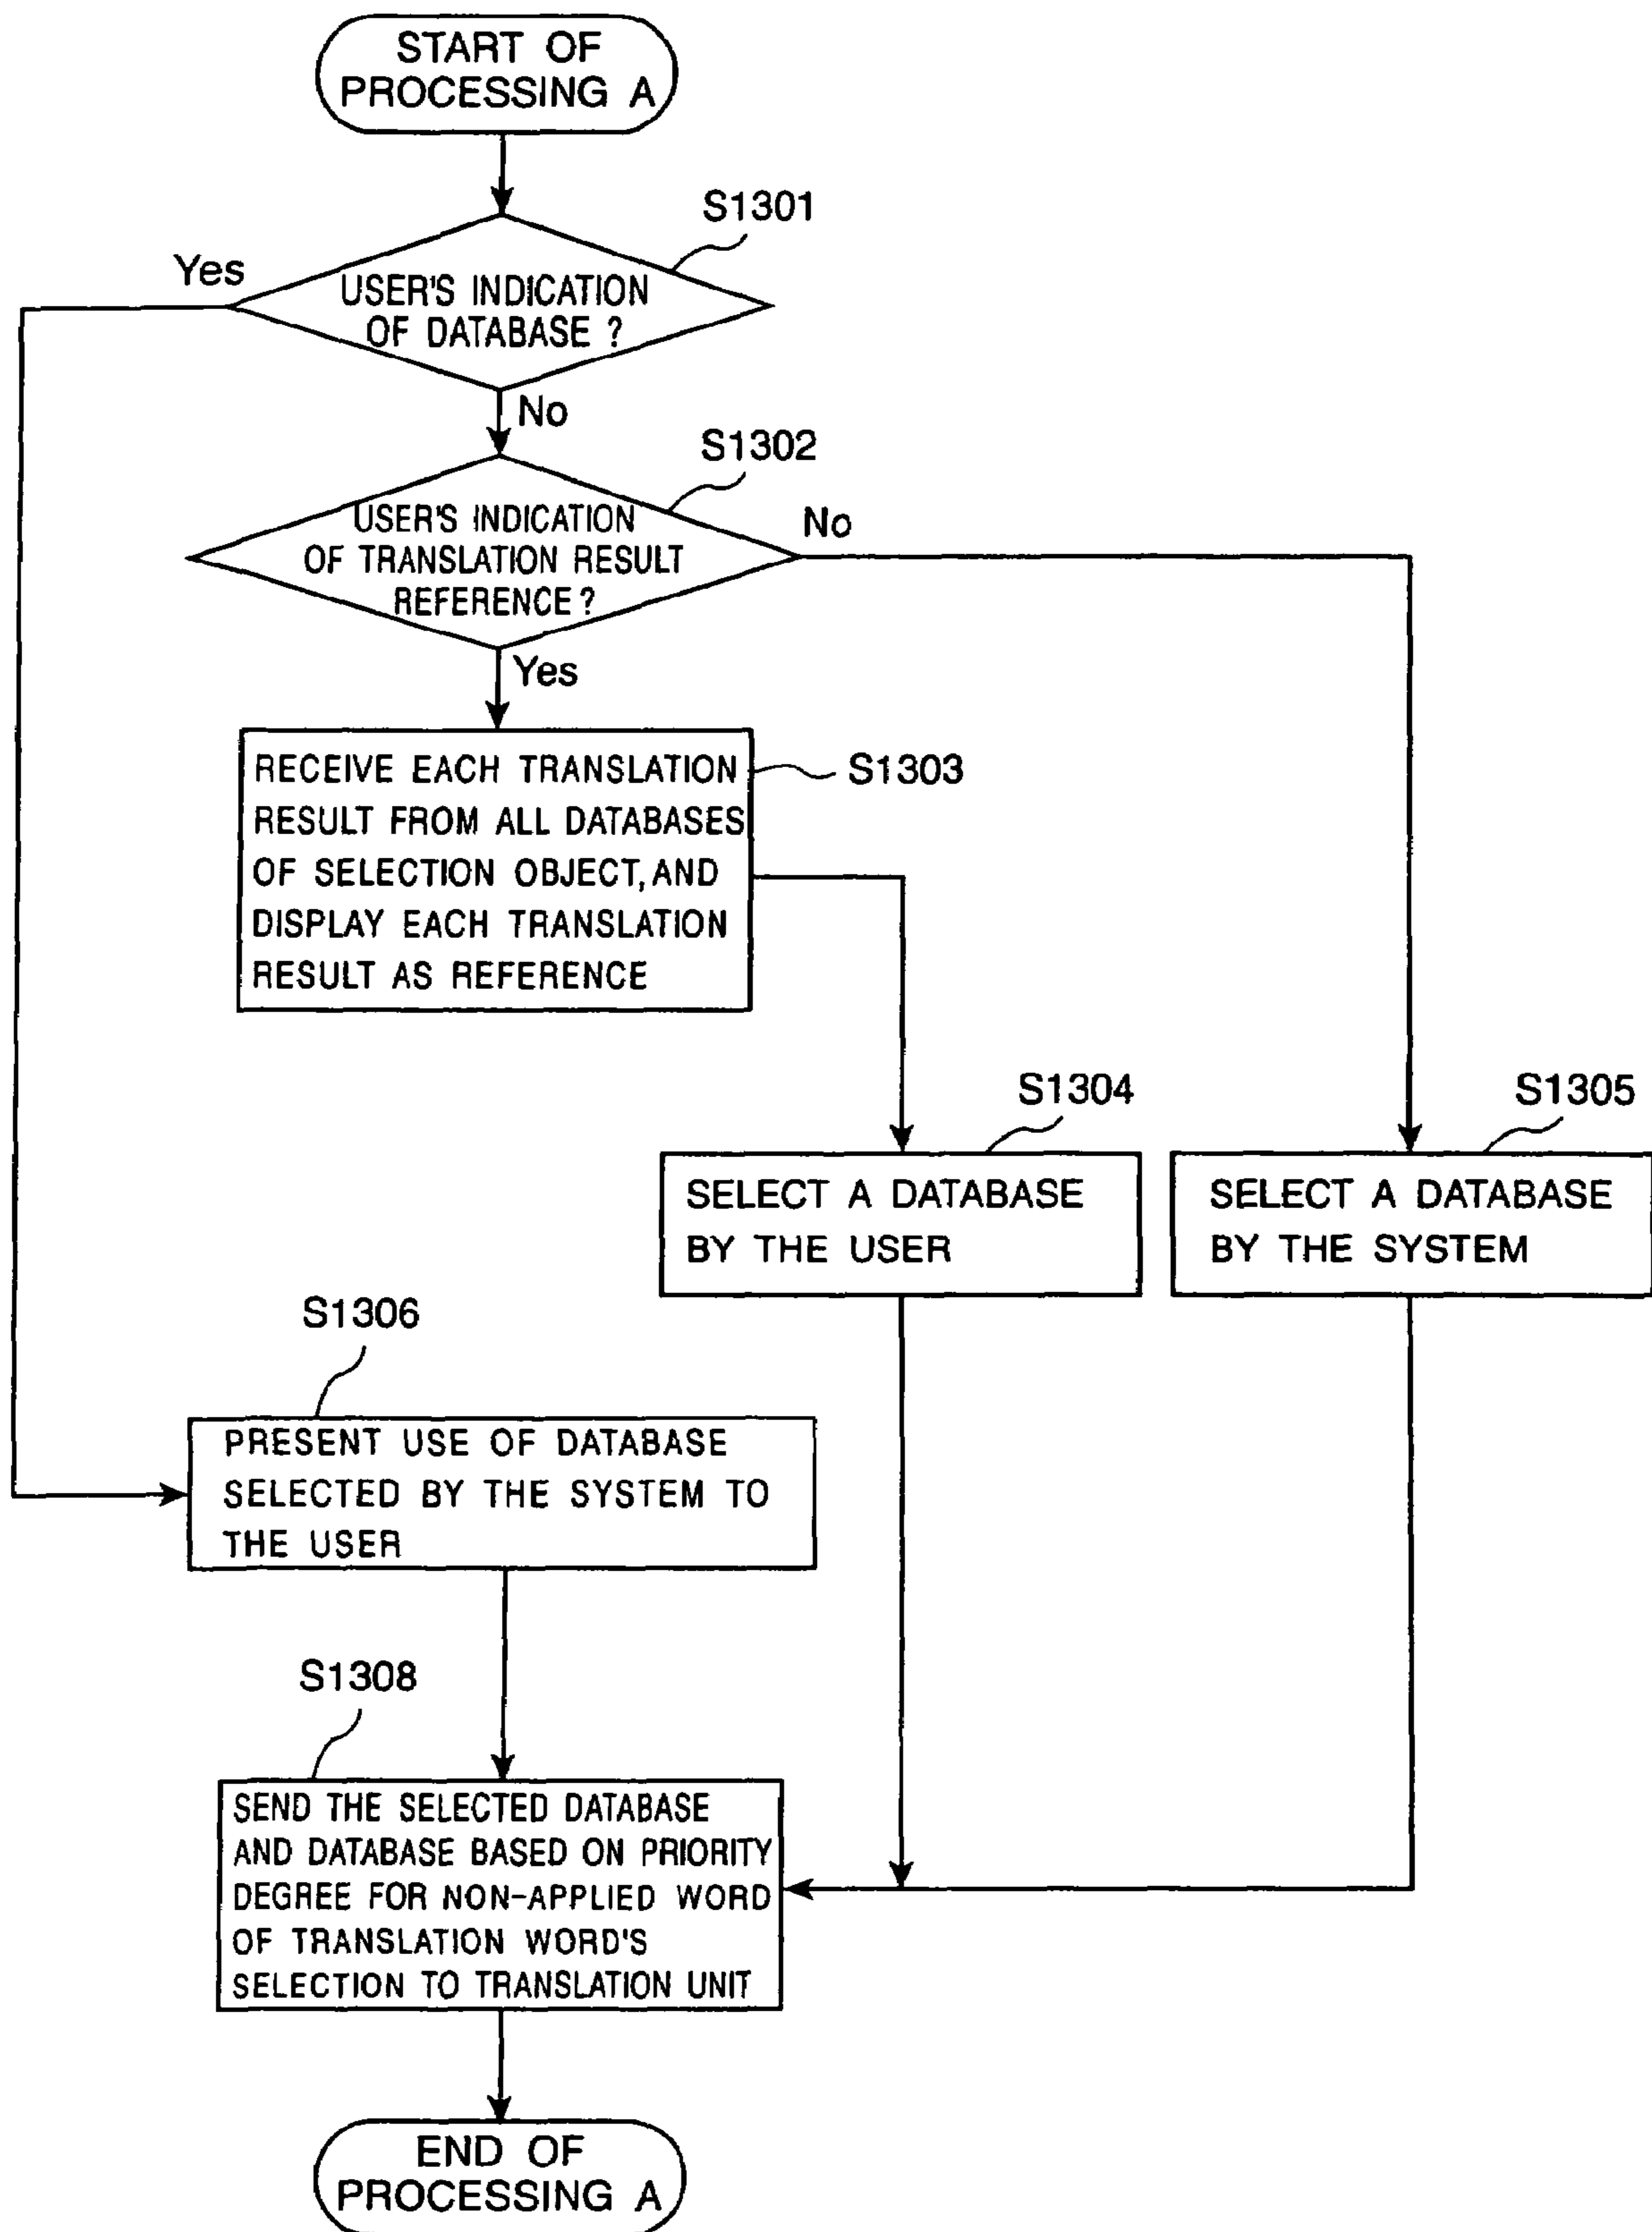 START OF
PROCESSING A
S1301
Yes
USER'S INDICATION
OF DATABASE ?
No
S1302
USER'S INDICATION
OF TRANSLATION RESULT
REFERENCE ?
No
Yes
RECEIVE EACH TRANSLATION
RESULT FROM ALL DATABASES
OF SELECTION OBJECT, AND
DISPLAY EACH TRANSLATION
RESULT AS REFERENCE
S1303
S1304
SELECT A DATABASE
BY THE USER
S1305
SELECT A DATABASE
BY THE SYSTEM
S1306
PRESENT USE OF DATABASE
SELECTED BY THE SYSTEM TO
THE USER
S1308
SEND THE SELECTED DATABASE
AND DATABASE BASED ON PRIORITY
DEGREE FOR NON-APPLIED WORD
OF TRANSLATION WORD'S
SELECTION TO TRANSLATION UNIT
END OF
PROCESSING A